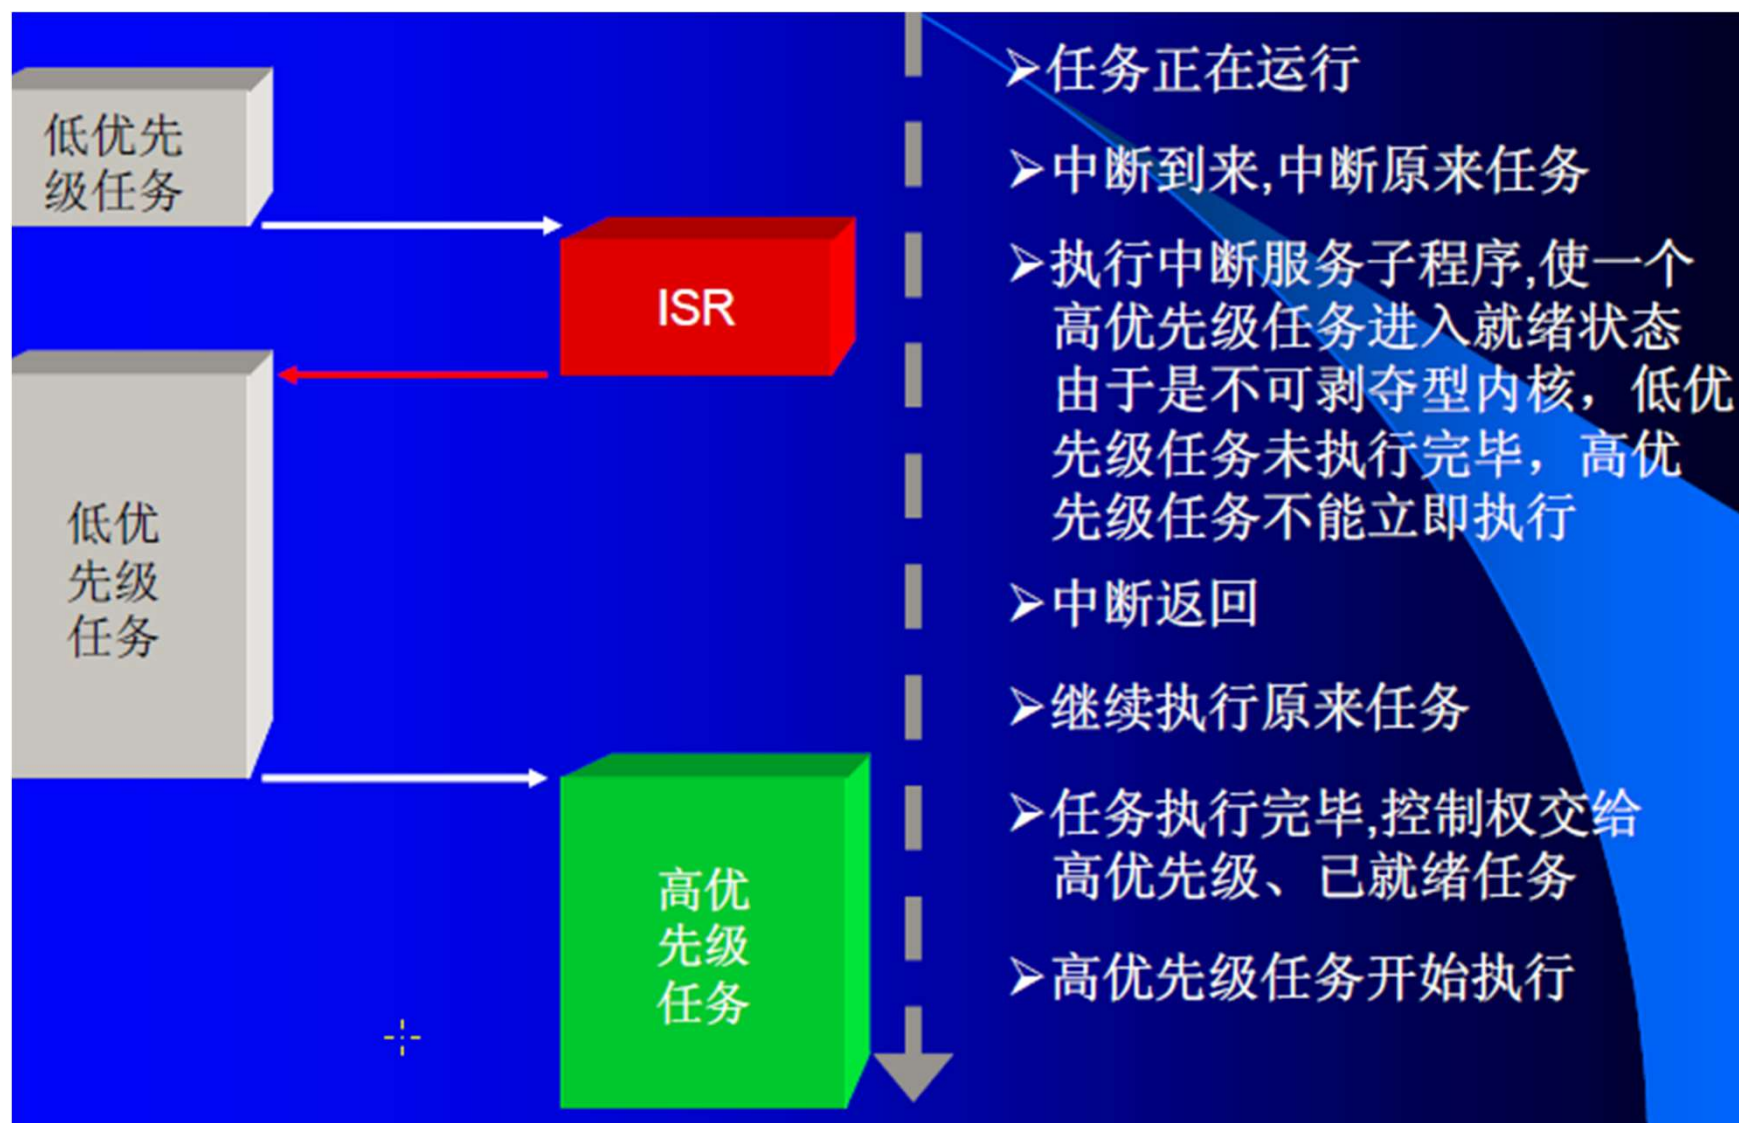 低优先
级任务
ISR
低优
先级
任务
高优
先级
任务
➢任务正在运行
➢中断到来,中断原来任务
➢执行中断服务子程序,使一个
高优先级任务进入就绪状态
由于是不可剥夺型内核，低优
先级任务未执行完毕，高优
先级任务不能立即执行
➢中断返回
➢继续执行原来任务
➢任务执行完毕,控制权交给
高优先级、已就绪任务
➢高优先级任务开始执行